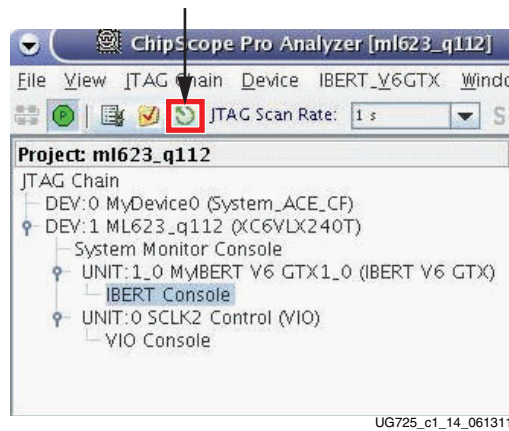 ChipScope Pro Analyzer [ml623_q112]
File View JTAG Chain Device IBERT_V6GTX
JTAG Scan Rate: 1 s S
Project: ml623_q112
JTAG Chain
DEV:0 MyDevice0 (System_ACE_CF)
DEV:1 ML623_q112 (XC6VLX240T)
System Monitor Console
UNIT:1_0 MyIBERT V6 GTX1_0 (IBERT V6 GTX)
IBERT Console
UNIT:0 SCLK2 Control (VIO)
VIO Console
UG725_c1_14_061311